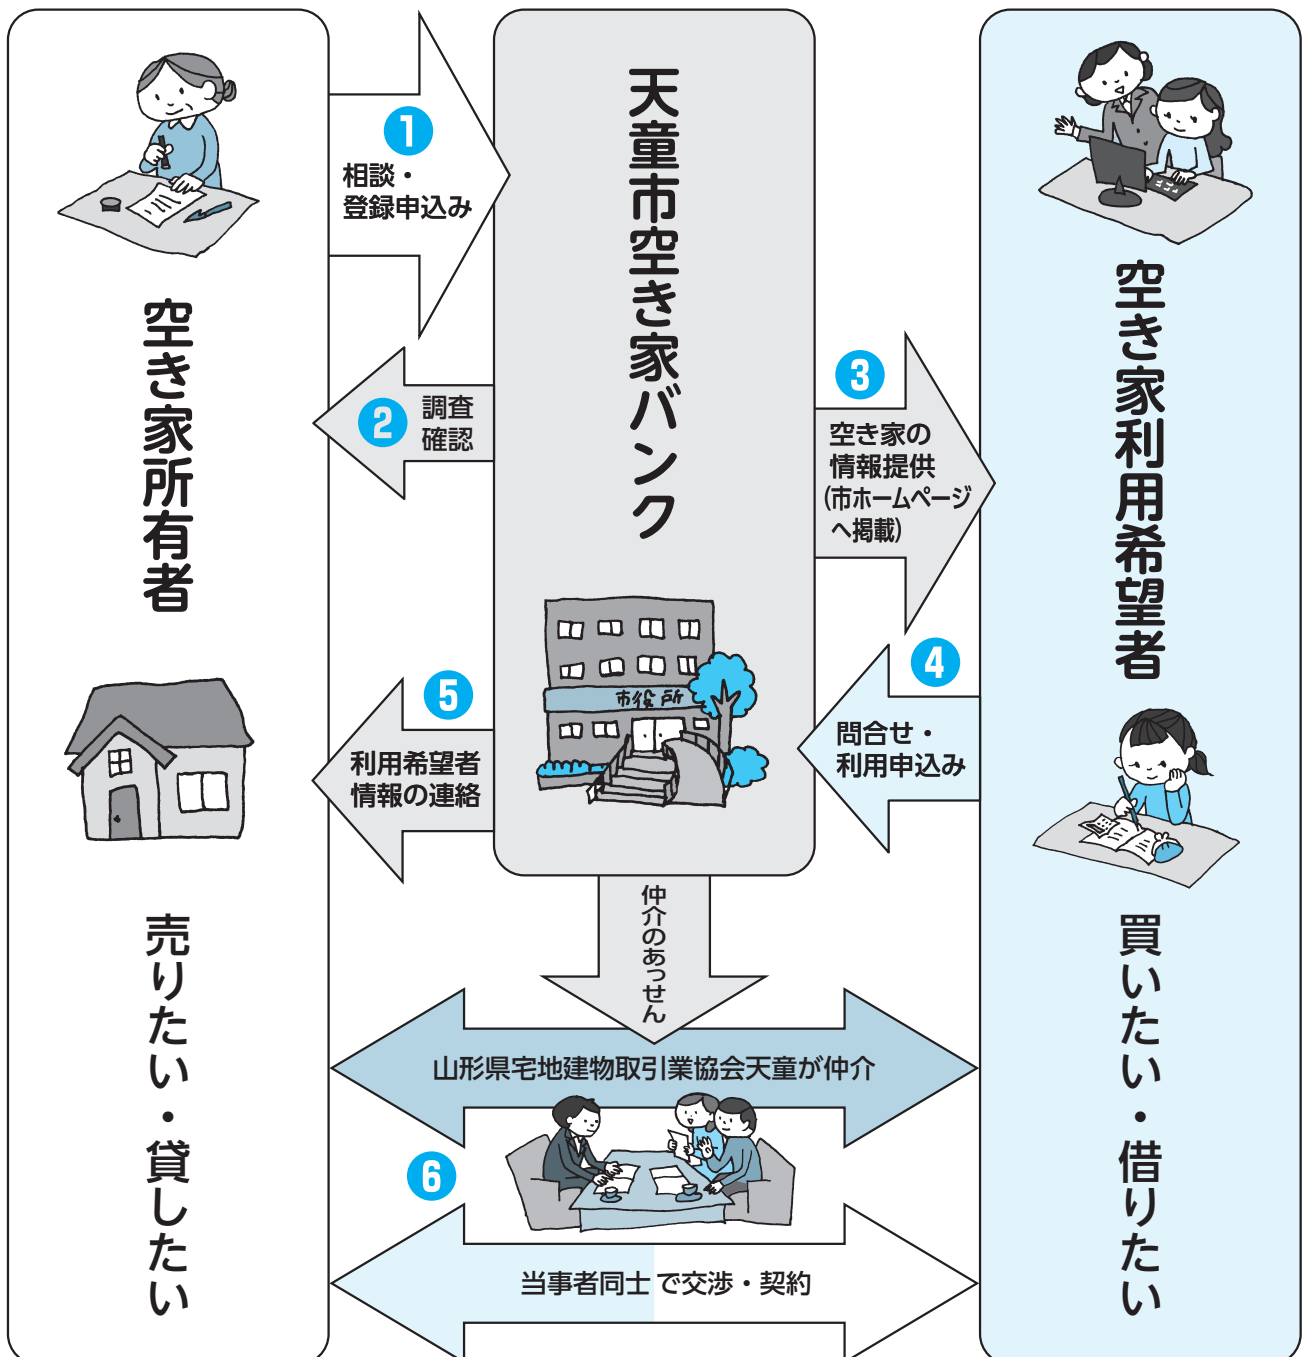 空き家所有者
売りたい・貸したい
天童市空き家バンク
市役所
空き家利用希望者
買いたい・借りたい
1
相談・
登録申込み
2
調査
確認
3
空き家の
情報提供
(市ホームページ
へ掲載)
4
問合せ・
利用申込み
5
利用希望者
情報の連絡
仲介のあっせん
山形県宅地建物取引業協会天童が仲介
6
当事者同士で交渉・契約